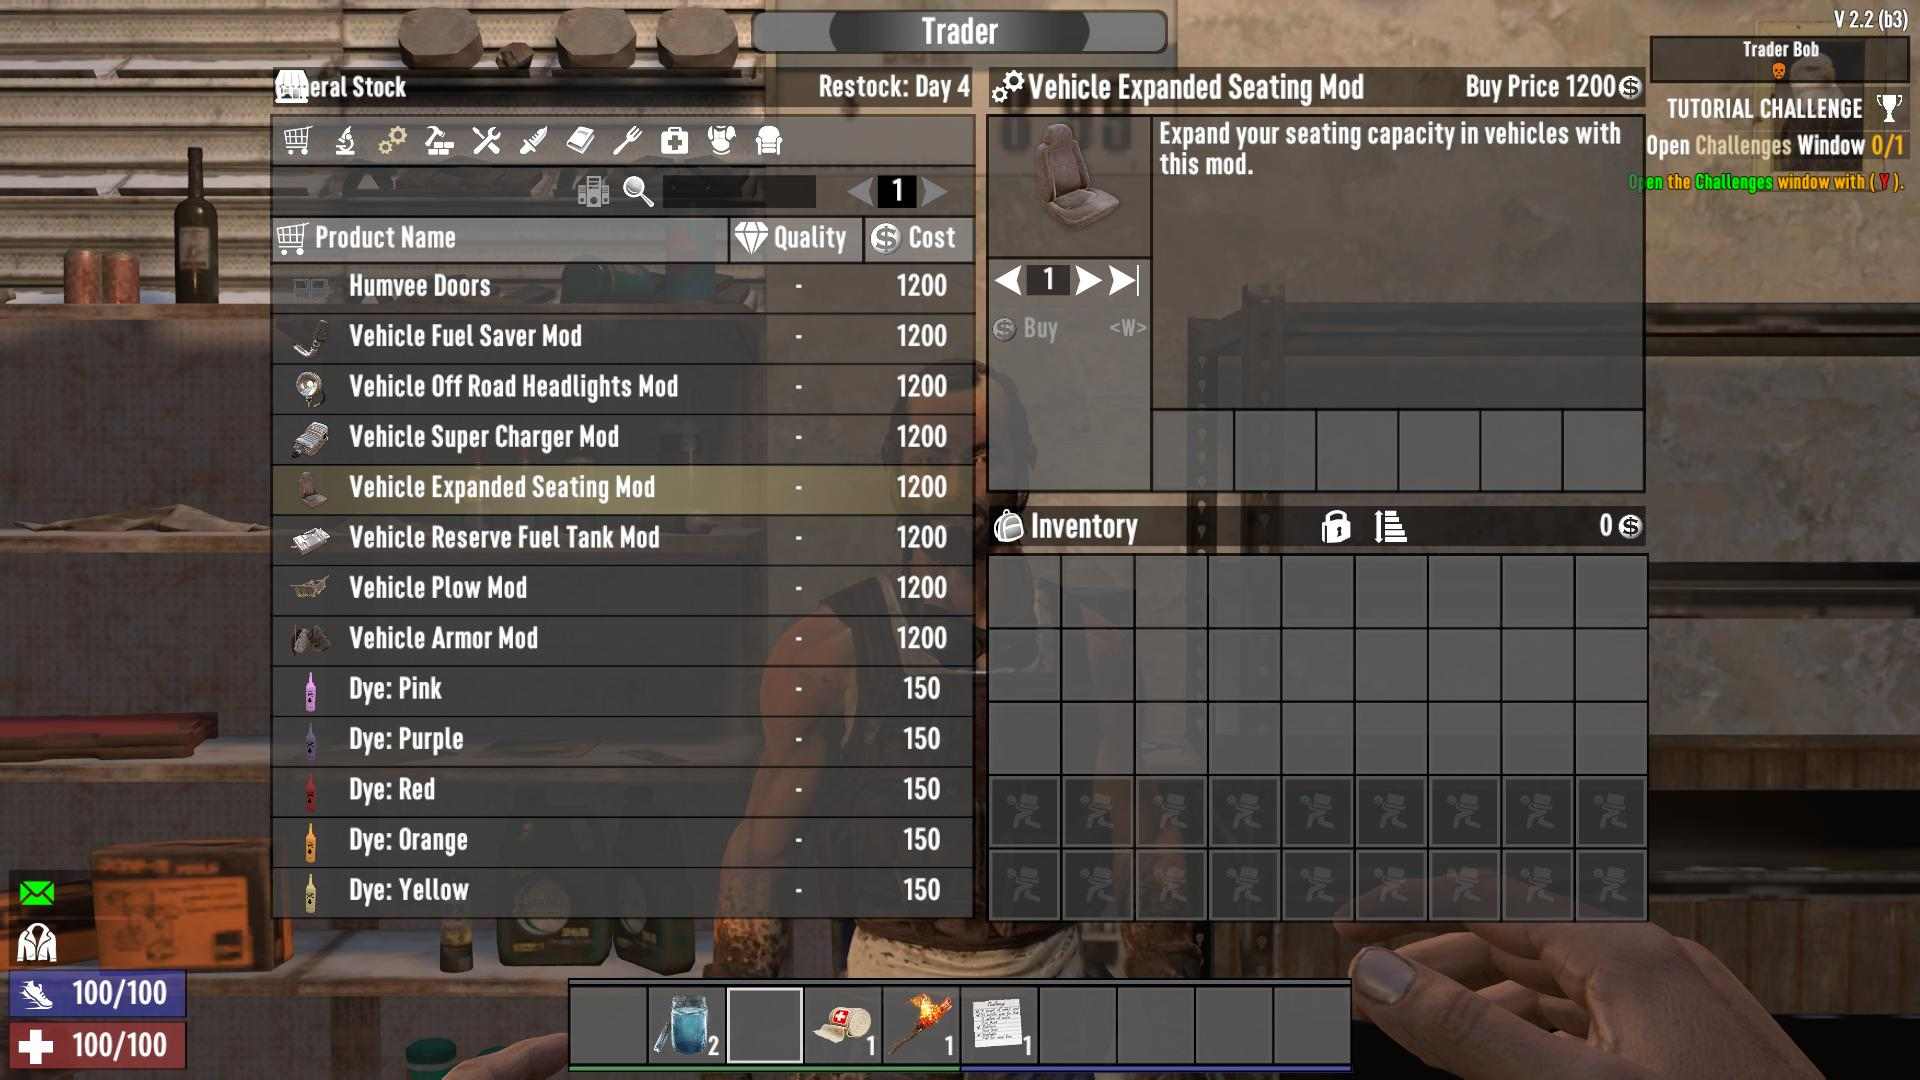 Trader
V 2.2 (b3)
Trader Bob
TUTORIAL CHALLENGE
Open Challenges Window 0/1
Open the Challenges window with ( Y ).
eral Stock
Restock: Day 4
1
Product Name Quality Cost
Humvee Doors - 1200
Vehicle Fuel Saver Mod - 1200
Vehicle Off Road Headlights Mod - 1200
Vehicle Super Charger Mod - 1200
Vehicle Expanded Seating Mod - 1200
Vehicle Reserve Fuel Tank Mod - 1200
Vehicle Plow Mod - 1200
Vehicle Armor Mod - 1200
Dye: Pink - 150
Dye: Purple - 150
Dye: Red - 150
Dye: Orange - 150
Dye: Yellow - 150
Vehicle Expanded Seating Mod
Buy Price 1200
Expand your seating capacity in vehicles with
this mod.
1
Buy <W>
Inventory
0
100/100
100/100
2
1
1
1